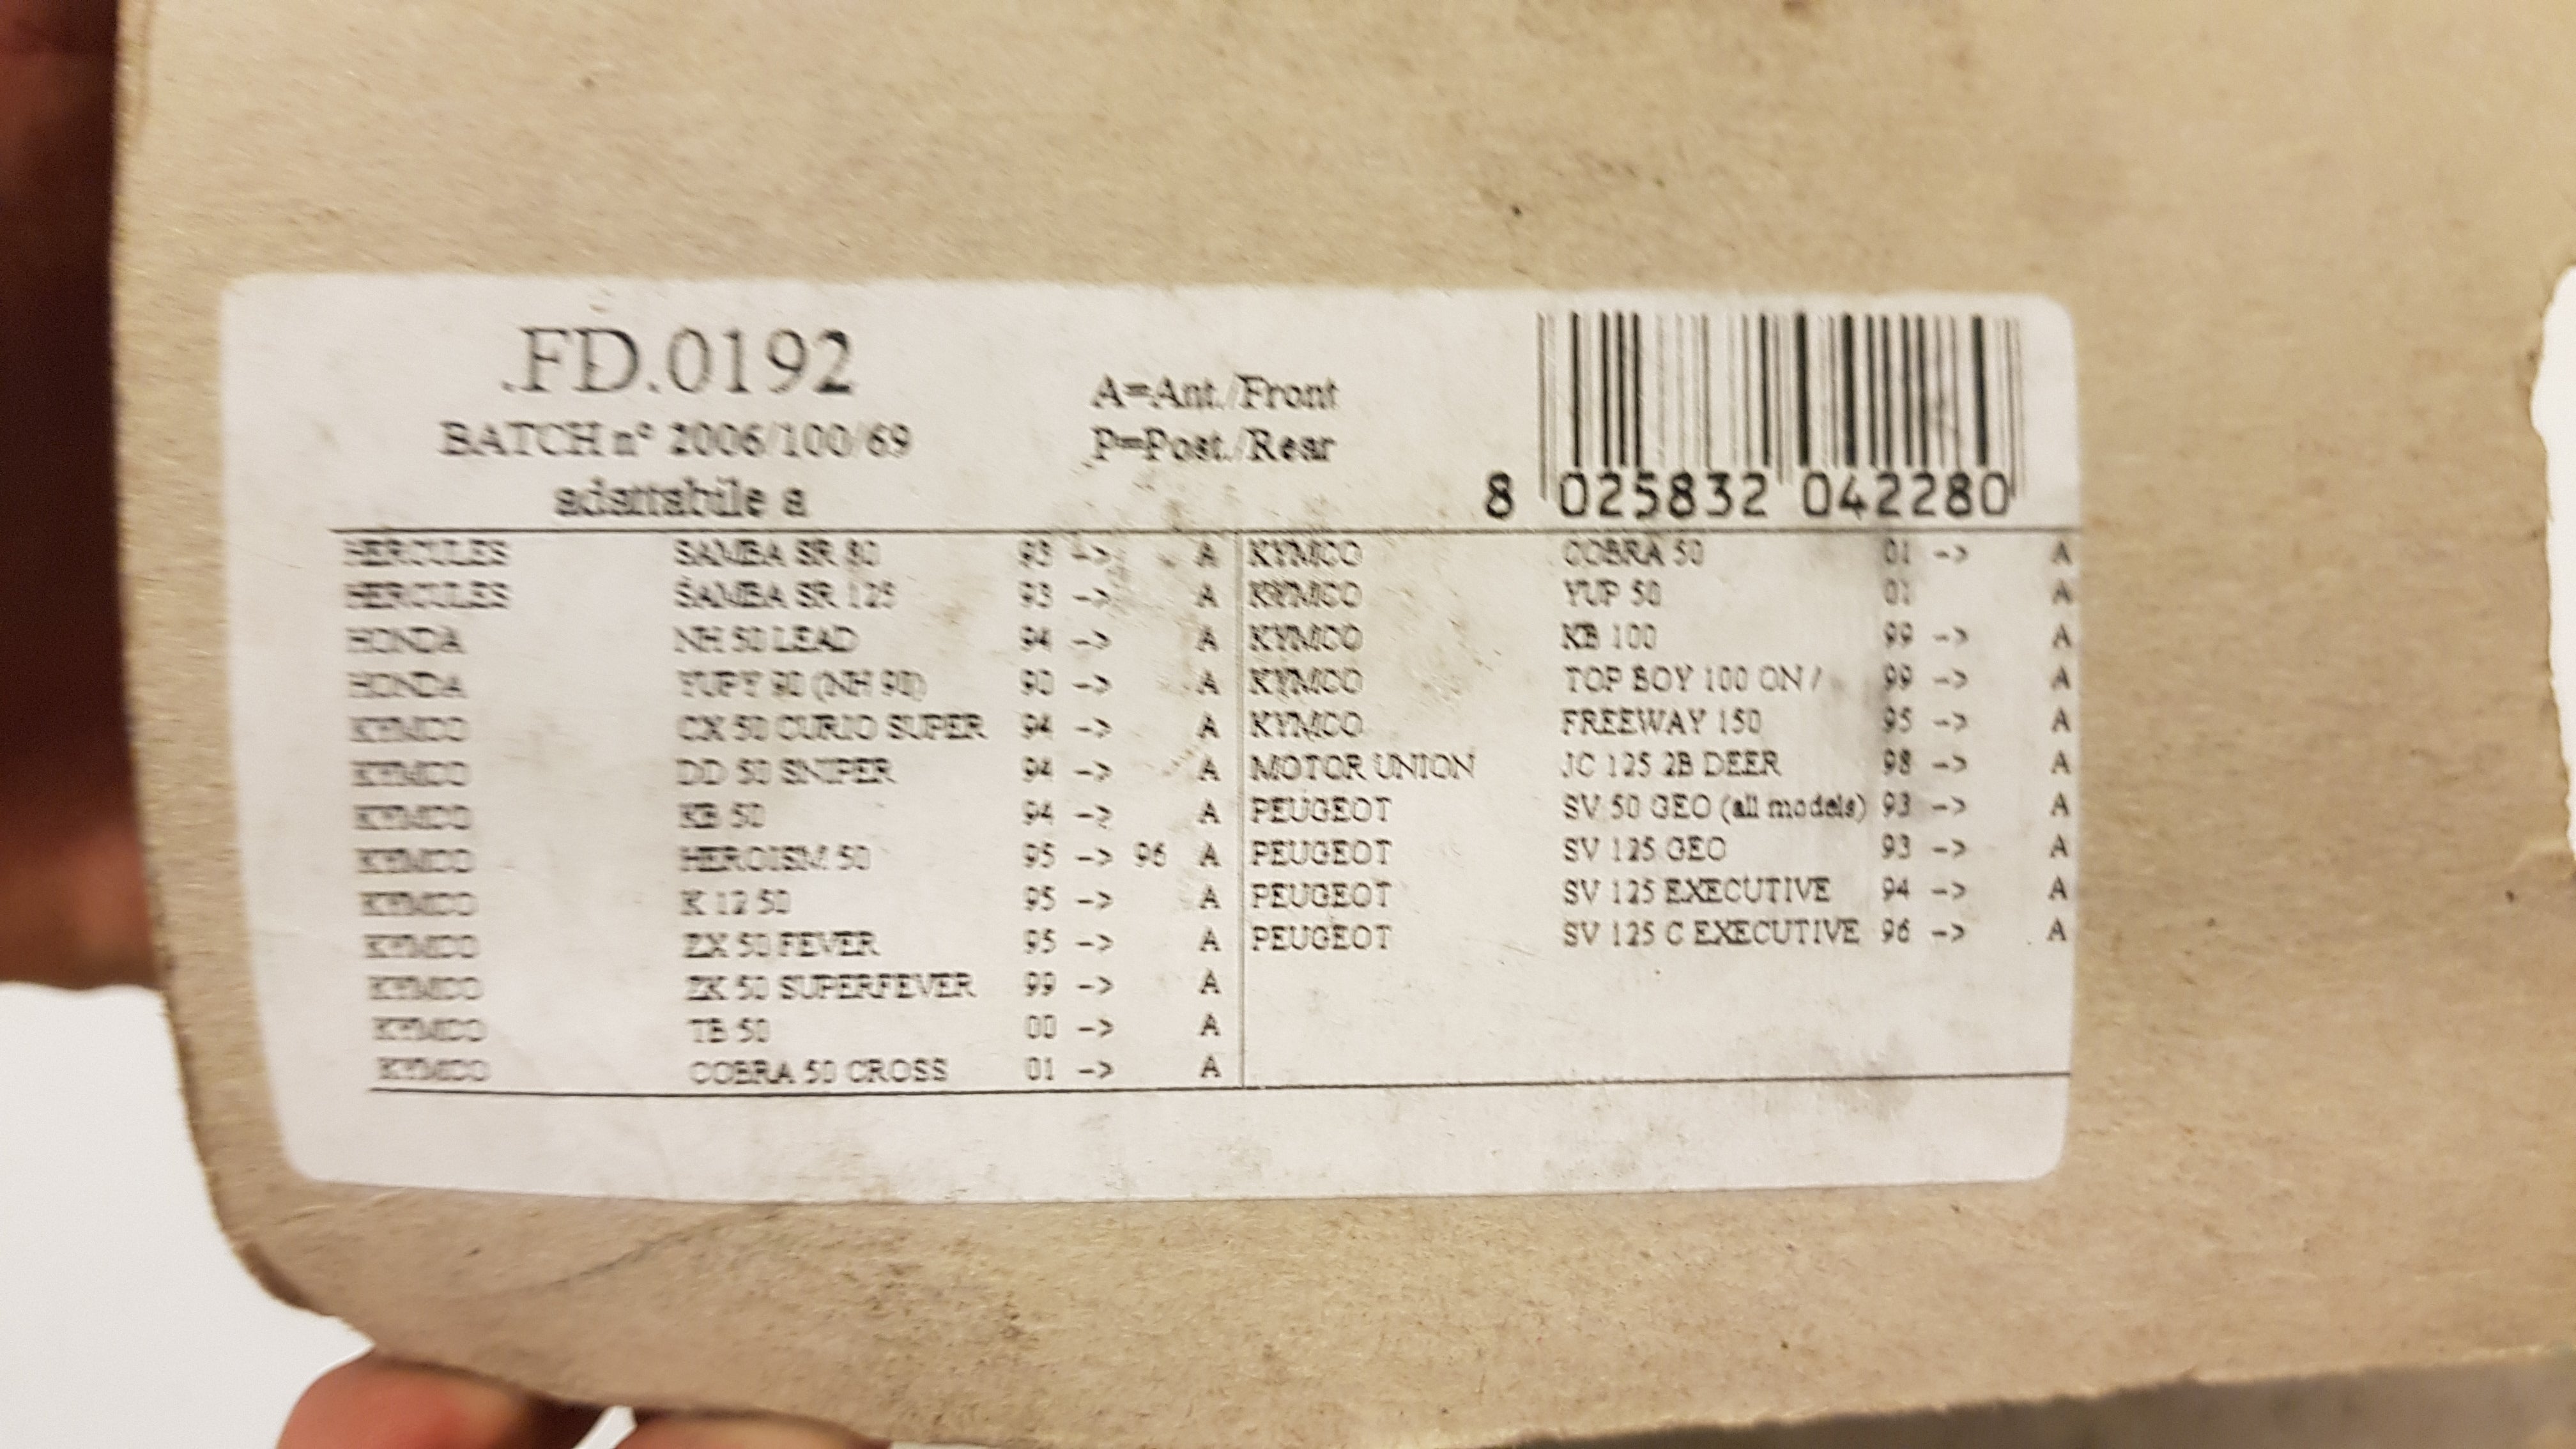 .FD.0192
BATCH n° 2006/100/69
adattabile a
A=Ant./Front
P=Post./Rear
8 025832 042280
HERCULES SAMBA SR 80 93 -> A
HERCULES SAMBA SR 125 93 -> A
HONDA NH 50 LEAD 94 -> A
HONDA YUPY 90 (NH 90) 90 -> A
KYMCO CX 50 CURIO SUPER 94 -> A
KYMCO DD 50 SNIPER 94 -> A
KYMCO KB 50 94 -> A
KYMCO HEROISM 50 95 -> 96 A
KYMCO K 12 50 95 -> A
KYMCO ZX 50 FEVER 95 -> A
KYMCO ZK 50 SUPERFEVER 99 -> A
KYMCO TB 50 00 -> A
KYMCO COBRA 50 CROSS 01 -> A
KYMCO COBRA 50 01 -> A
KYMCO YUP 50 01 A
KYMCO KB 100 99 -> A
KYMCO TOP BOY 100 ON / 99 -> A
KYMCO FREEWAY 150 95 -> A
MOTOR UNION JC 125 2B DEER 98 -> A
PEUGEOT SV 50 GEO (all models) 93 -> A
PEUGEOT SV 125 GEO 93 -> A
PEUGEOT SV 125 EXECUTIVE 94 -> A
PEUGEOT SV 125 C EXECUTIVE 96 -> A